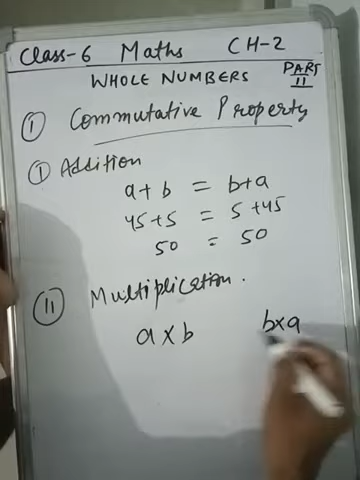 Class-6 Maths CH-2
WHOLE NUMBERS PART II
① Commutative Property
① Addition
a+b = b+a
45+5 = 5+45
50 = 50
⑪ Multiplication.
a×b b×a